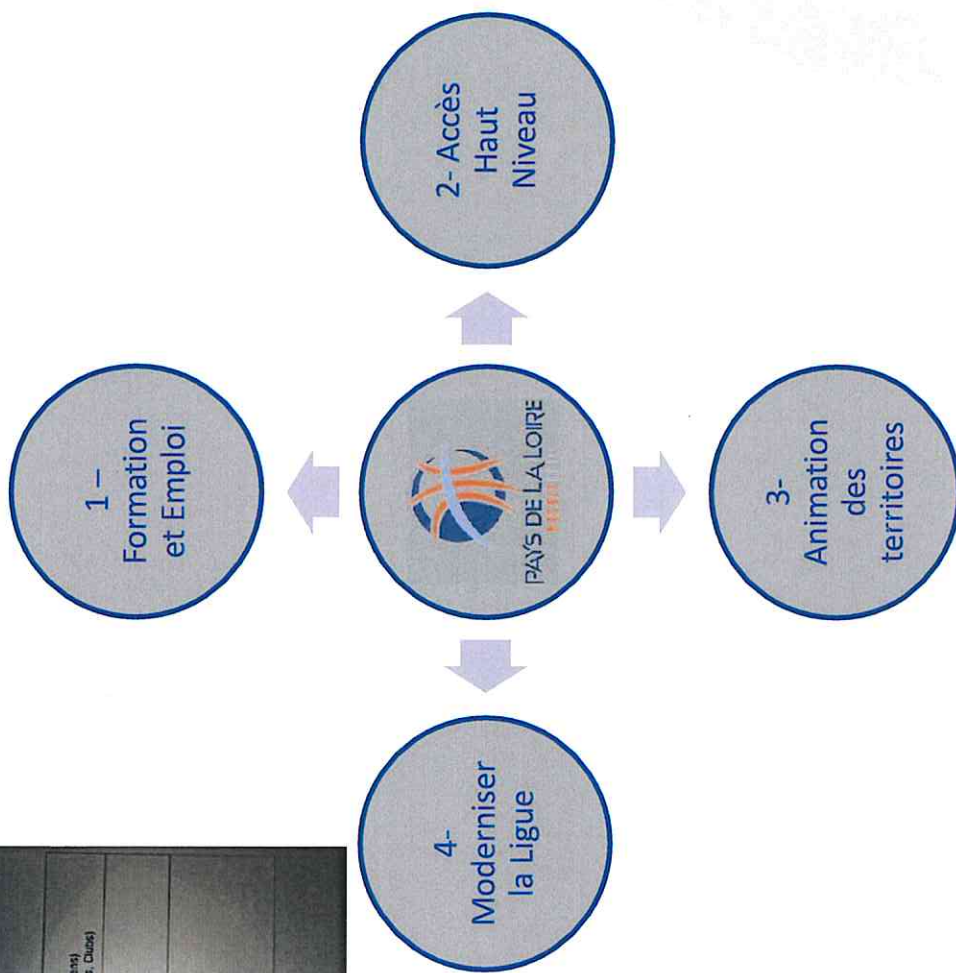 1 –
Formation
et Emploi
2- Accès
Haut
Niveau
PAYS DE LA LOIRE
3-
Animation
des
territoires
4-
Moderniser
la Ligue
Clubs)